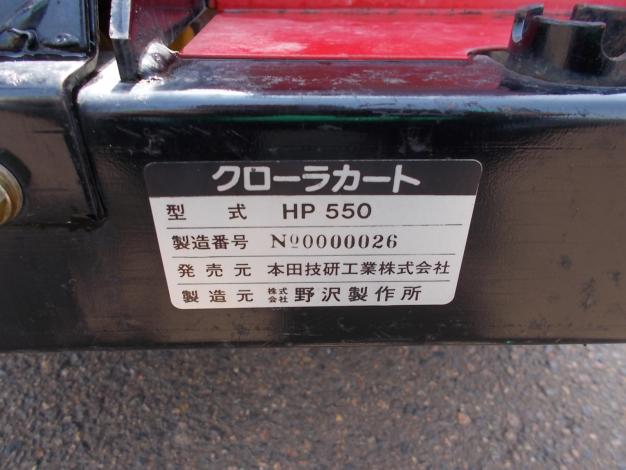 クローラカート
型式 HP 550
製造番号 Nº0000026
発売元 本田技研工業株式会社
製造元 株式会社 野沢製作所